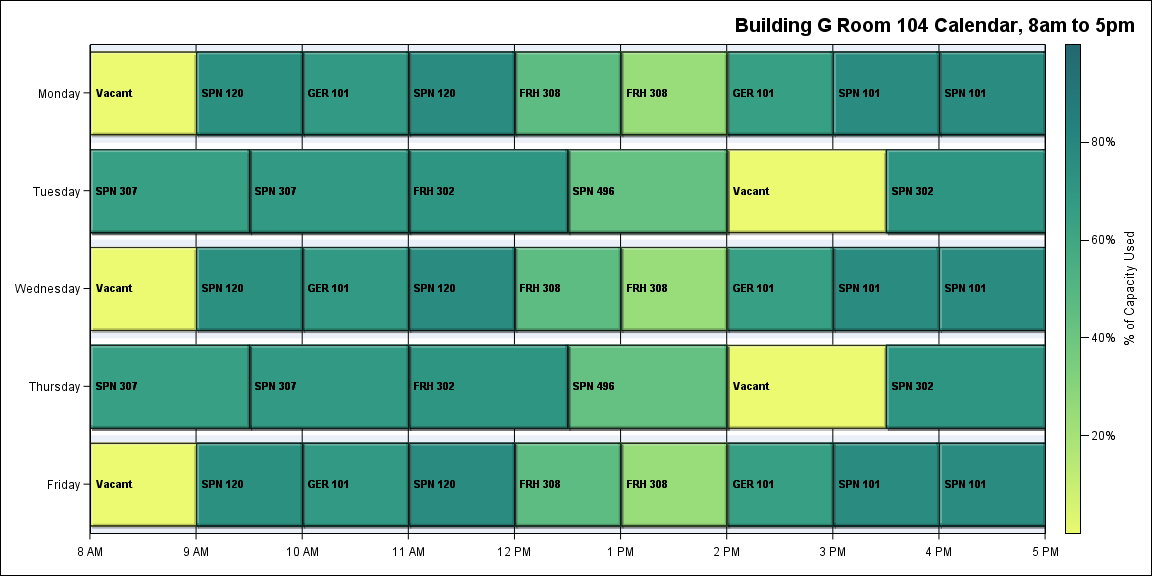 Building G Room 104 Calendar, 8am to 5pm
Monday
Vacant
SPN 120
GER 101
SPN 120
FRH 308
FRH 308
GER 101
SPN 101
SPN 101
Tuesday
SPN 307
SPN 307
FRH 302
SPN 496
Vacant
SPN 302
Wednesday
Vacant
SPN 120
GER 101
SPN 120
FRH 308
FRH 308
GER 101
SPN 101
SPN 101
Thursday
SPN 307
SPN 307
FRH 302
SPN 496
Vacant
SPN 302
Friday
Vacant
SPN 120
GER 101
SPN 120
FRH 308
FRH 308
GER 101
SPN 101
SPN 101
8 AM
9 AM
10 AM
11 AM
12 PM
1 PM
2 PM
3 PM
4 PM
5 PM
80%
60%
40%
20%
% of Capacity Used